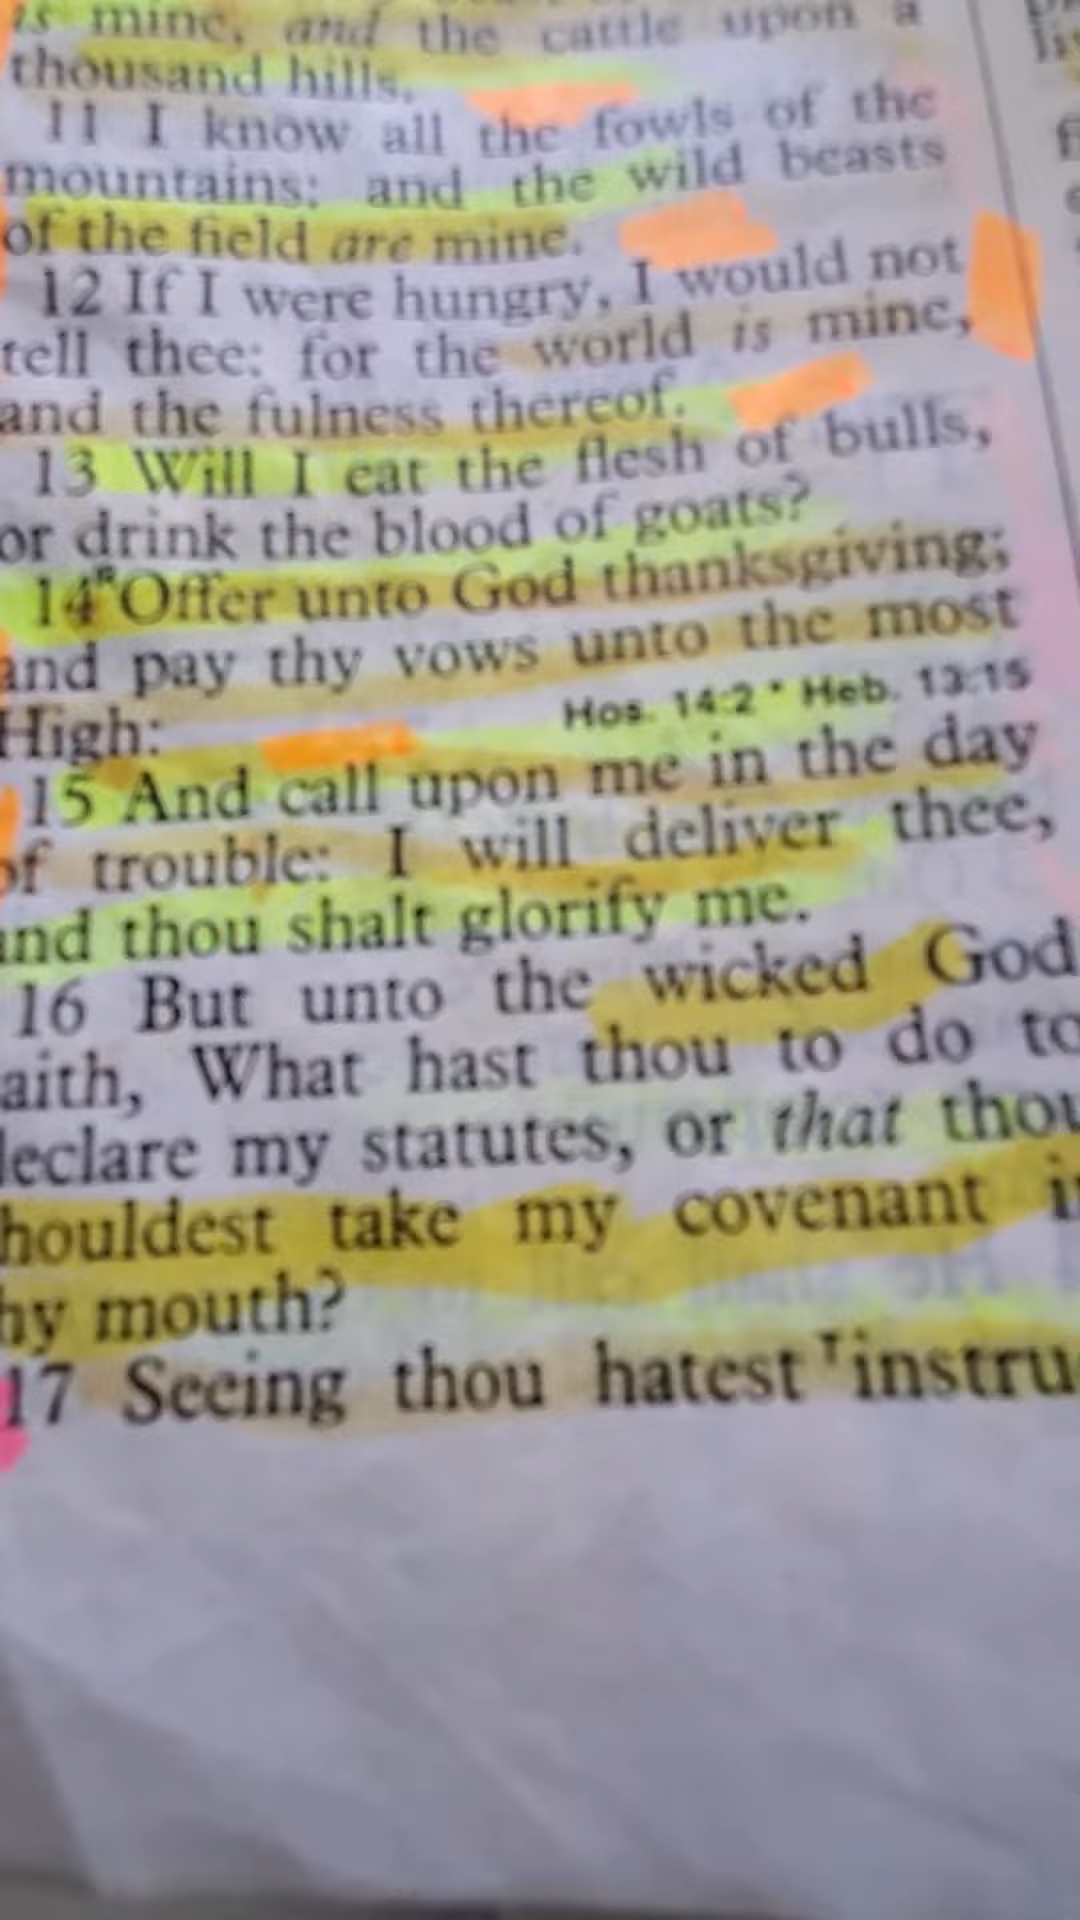 is mine, and the cattle upon a
thousand hills.
11 I know all the fowls of the
mountains: and the wild beasts
of the field are mine.
12 If I were hungry, I would not
tell thee: for the world is mine,
and the fulness thereof.
13 Will I eat the flesh of bulls,
or drink the blood of goats?
14 Offer unto God thanksgiving;
and pay thy vows unto the most
High:
Hos. 14:2 * Heb. 13:15
15 And call upon me in the day
of trouble: I will deliver thee,
and thou shalt glorify me.
16 But unto the wicked God
aith, What hast thou to do to
leclare my statutes, or that thou
houldest take my covenant i
hy mouth?
17 Seeing thou hatest instru